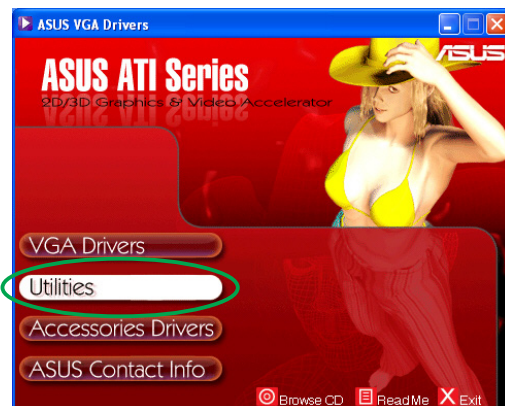 ASUS VGA Drivers
ASUS
ASUS ATI Series
2D/3D Graphics & Video Accelerator
VGA Drivers
Utilities
Accessories Drivers
ASUS Contact Info
Browse CD ReadMe Exit